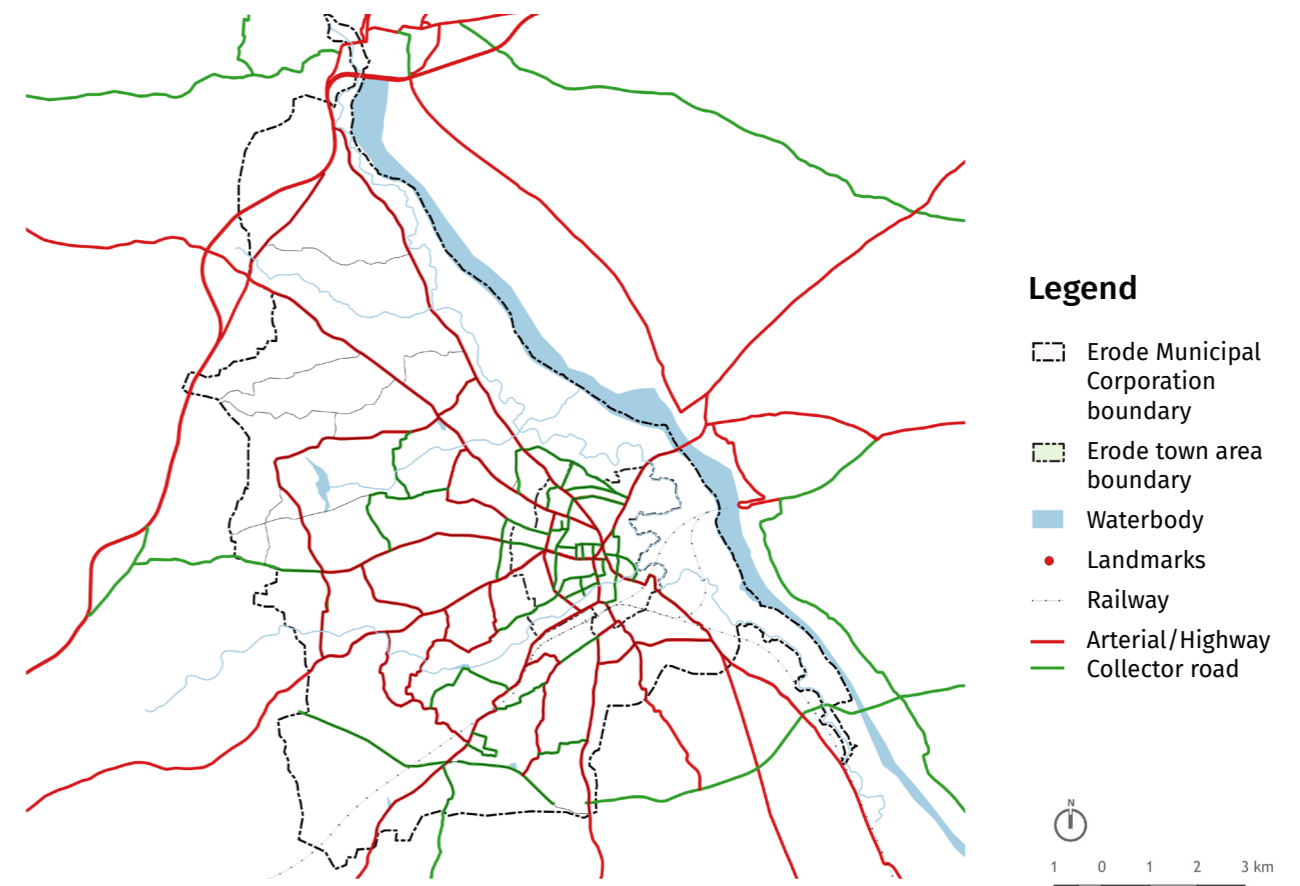 Legend
Erode Municipal
Corporation
boundary
Erode town area
boundary
Waterbody
Landmarks
Railway
Arterial/Highway
Collector road
N
1 0 1 2 3 km